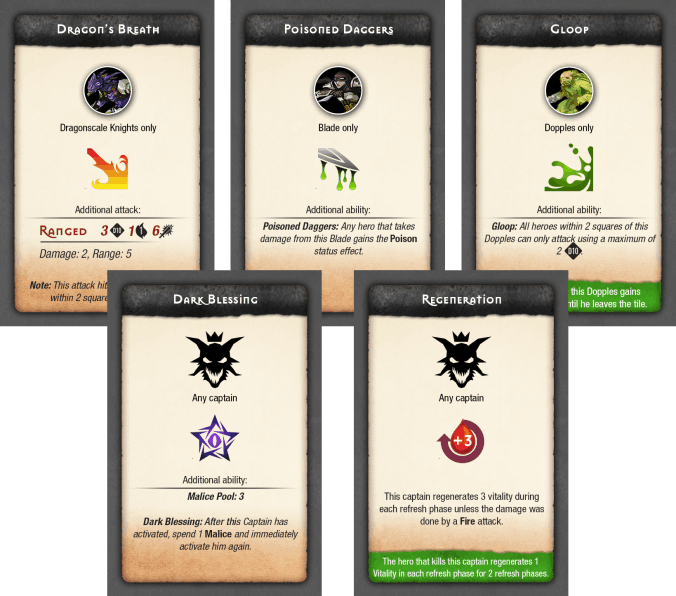 Dragon's Breath
Dragonscale Knights only
Additional attack:
Ranged 3 D10 1 1 6
Damage: 2, Range: 5
Note: This attack hit
within 2 square
Poisoned Daggers
Blade only
Additional ability:
Poisoned Daggers: Any hero that takes
damage from this Blade gains the Poison
status effect.
Gloop
Dopples only
Additional ability:
Gloop: All heroes within 2 squares of this
Dopples can only attack using a maximum of
2 D10.
this Dopples gains
ntil he leaves the tile.
Dark Blessing
Any captain
Additional ability:
Malice Pool: 3
Dark Blessing: After this Captain has
activated, spend 1 Malice and immediately
activate him again.
Regeneration
Any captain
+3
This captain regenerates 3 vitality during
each refresh phase unless the damage was
done by a Fire attack.
The hero that kills this captain regenerates 1
Vitality in each refresh phase for 2 refresh phases.